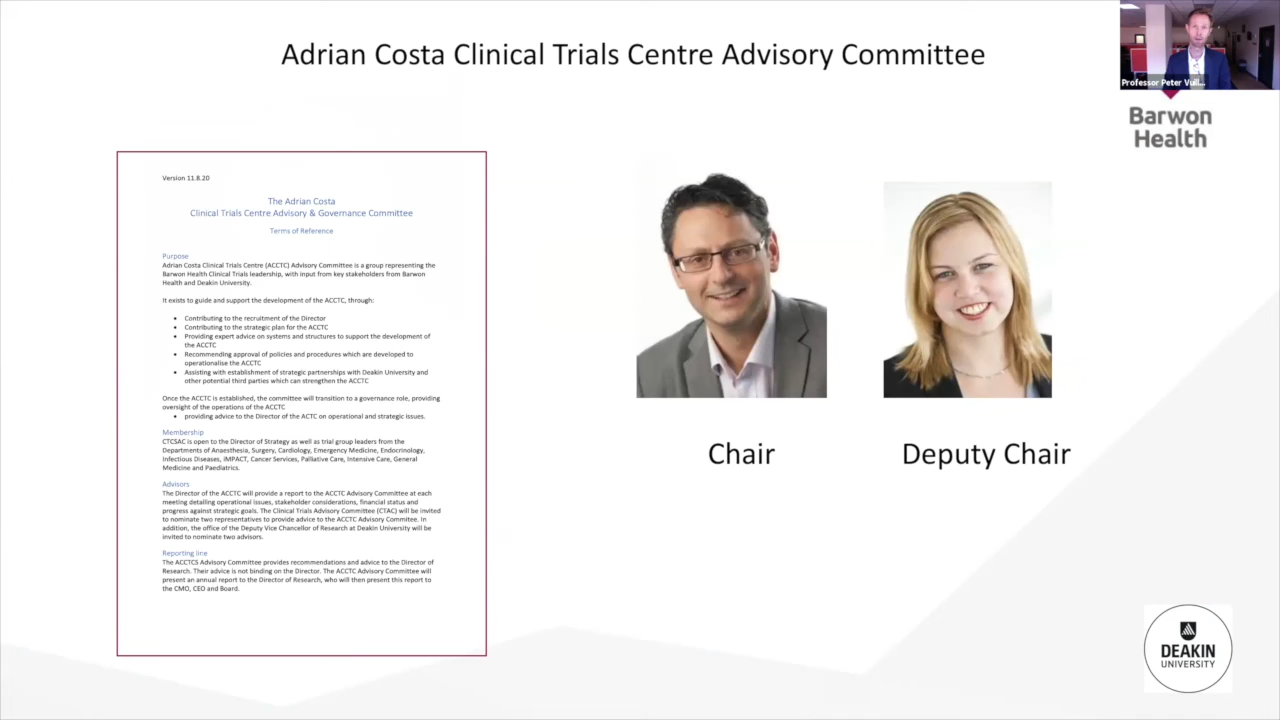 Adrian Costa Clinical Trials Centre Advisory Committee
Professor Peter Vuil...
Barwon
Health
Version 11.8.20
The Adrian Costa
Clinical Trials Centre Advisory & Governance Committee
Terms of Reference
Purpose
Adrian Costa Clinical Trials Centre (ACCTC) Advisory Committee is a group representing the
Barwon Health Clinical Trials leadership, with input from key stakeholders from Barwon
Health and Deakin University.
It exists to guide and support the development of the ACCTC, through:
• Contributing to the recruitment of the Director
• Contributing to the strategic plan for the ACCTC
• Providing expert advice on systems and structures to support the development of
the ACCTC
• Recommending approval of policies and procedures which are developed to
operationalise the ACCTC
• Assisting with establishment of strategic partnerships with Deakin University and
other potential third parties which can strengthen the ACCTC
Once the ACCTC is established, the committee will transition to a governance role, providing
oversight of the operations of the ACCTC
• providing advice to the Director of the ACTC on operational and strategic issues.
Membership
CTCSAC is open to the Director of Strategy as well as trial group leaders from the
Departments of Anaesthesia, Surgery, Cardiology, Emergency Medicine, Endocrinology,
Infectious Diseases, iMPACT, Cancer Services, Palliative Care, Intensive Care, General
Medicine and Paediatrics.
Advisors
The Director of the ACCTC will provide a report to the ACCTC Advisory Committee at each
meeting detailing operational issues, stakeholder considerations, financial status and
progress against strategic goals. The Clinical Trials Advisory Committee (CTAC) will be invited
to nominate two representatives to provide advice to the ACCTC Advisory Commitee. In
addition, the office of the Deputy Vice Chancellor of Research at Deakin University will be
invited to nominate two advisors.
Reporting line
The ACCTCS Advisory Committee provides recommendations and advice to the Director of
Research. Their advice is not binding on the Director. The ACCTC Advisory Committee will
present an annual report to the Director of Research, who will then present this report to
the CMO, CEO and Board.
Chair
Deputy Chair
DEAKIN
UNIVERSITY